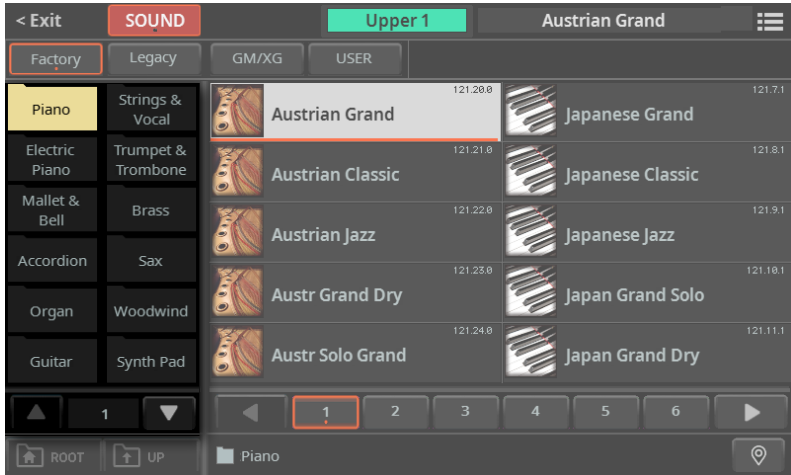 < Exit SOUND Upper 1 Austrian Grand
Factory Legacy GM/XG USER
Piano
Strings &
Vocal
Electric
Piano
Trumpet &
Trombone
Mallet &
Bell
Brass
Accordion
Sax
Organ
Woodwind
Guitar
Synth Pad
121.20.0
Austrian Grand
121.7.1
Japanese Grand
121.21.0
Austrian Classic
121.8.1
Japanese Classic
121.22.0
Austrian Jazz
121.9.1
Japanese Jazz
121.23.0
Austr Grand Dry
121.10.1
Japan Grand Solo
121.24.0
Austr Solo Grand
121.11.1
Japan Grand Dry
1
1 2 3 4 5 6
ROOT UP Piano